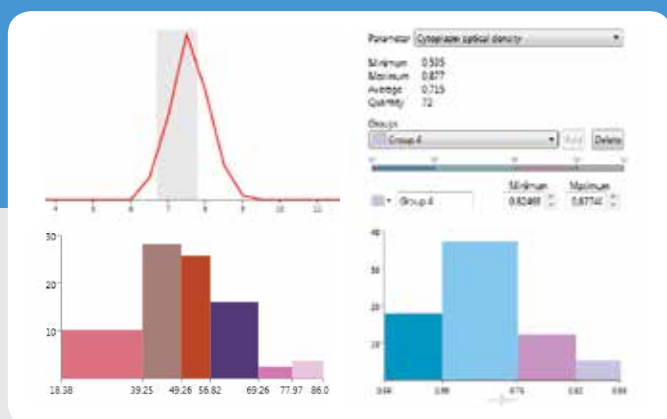 Parameter Cytoplasm optical density
Minimum 0,535
Maximum 0,877
Average 0,715
Quantity 72
Groups
Group 4 Add Delete
Minimum Maximum
Group 4 0,82468 0,87740
4 5 6 7 8 9 10 11
30
20
10
18.38 39.25 49.26 56.82 69.26 77.97 86.0
40
30
20
10